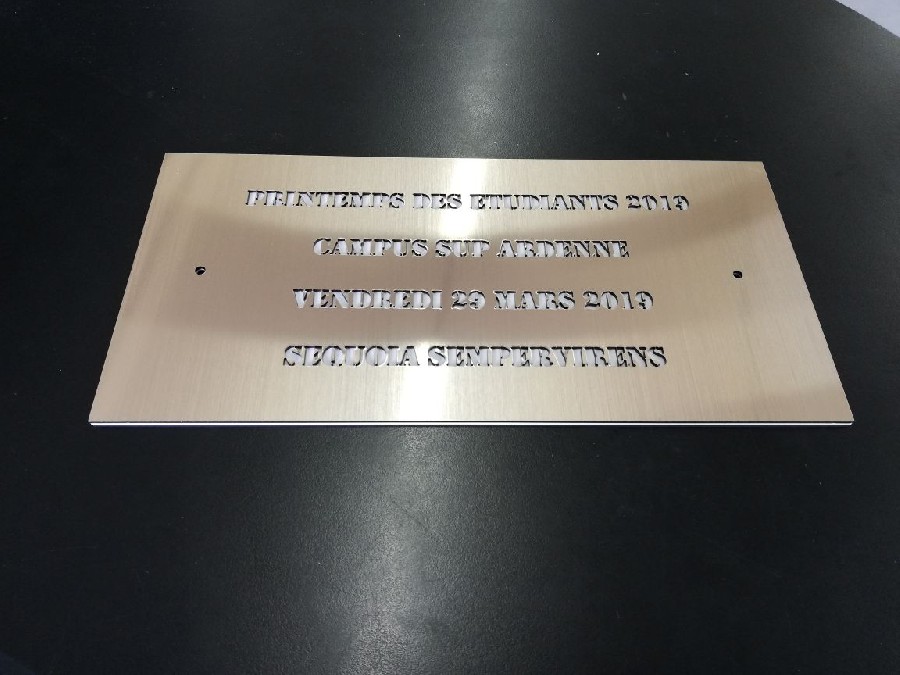 PRINTEMPS DES ETUDIANTS 2019
CAMPUS SUP ARDENNE
VENDREDI 29 MARS 2019
SEQUOIA SEMPERVIRENS